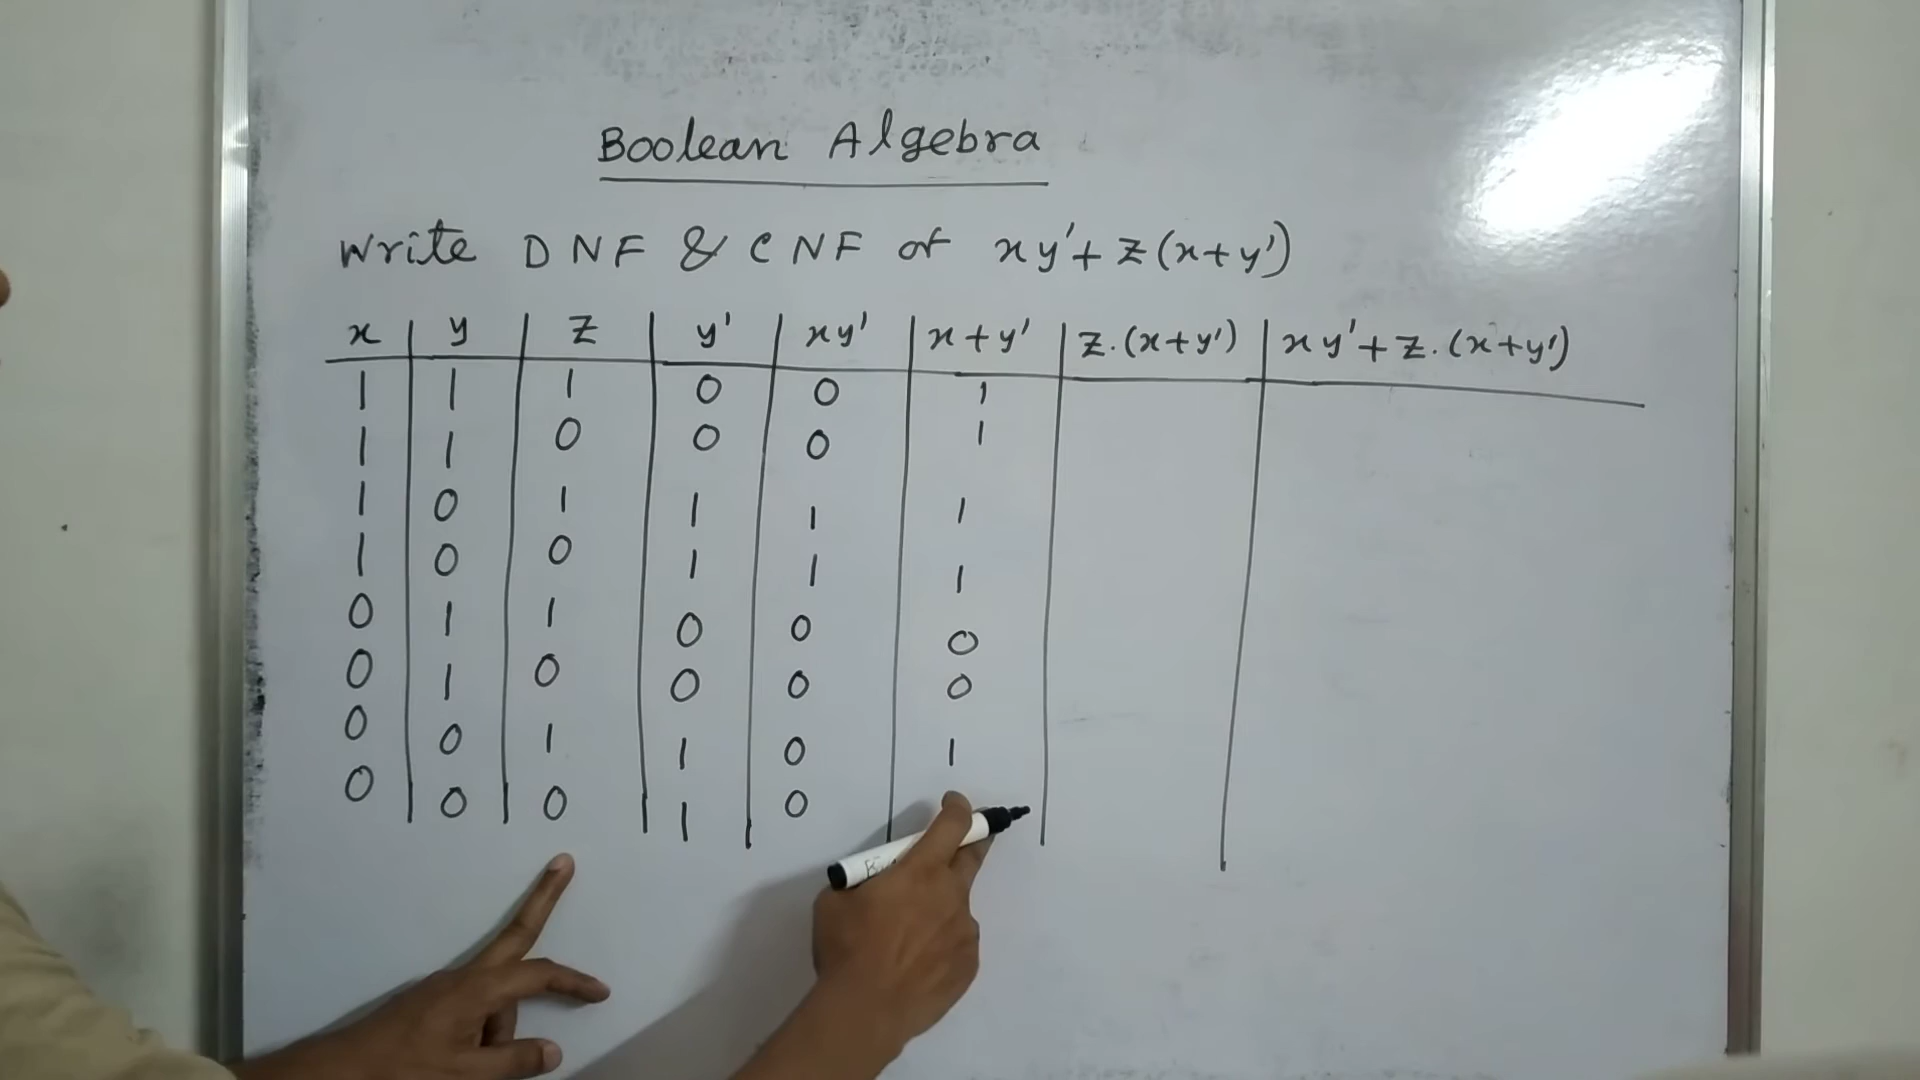 Boolean Algebra
Write DNF & CNF of xy'+z(x+y')
x y z y' xy' x+y' z.(x+y') xy'+z.(x+y')
1 1 1 0 0 1
1 1 0 0 0 1
1 0 1 1 1 1
1 0 0 1 1 1
0 1 1 0 0 0
0 1 0 0 0 0
0 0 1 1 0 1
0 0 0 1 0